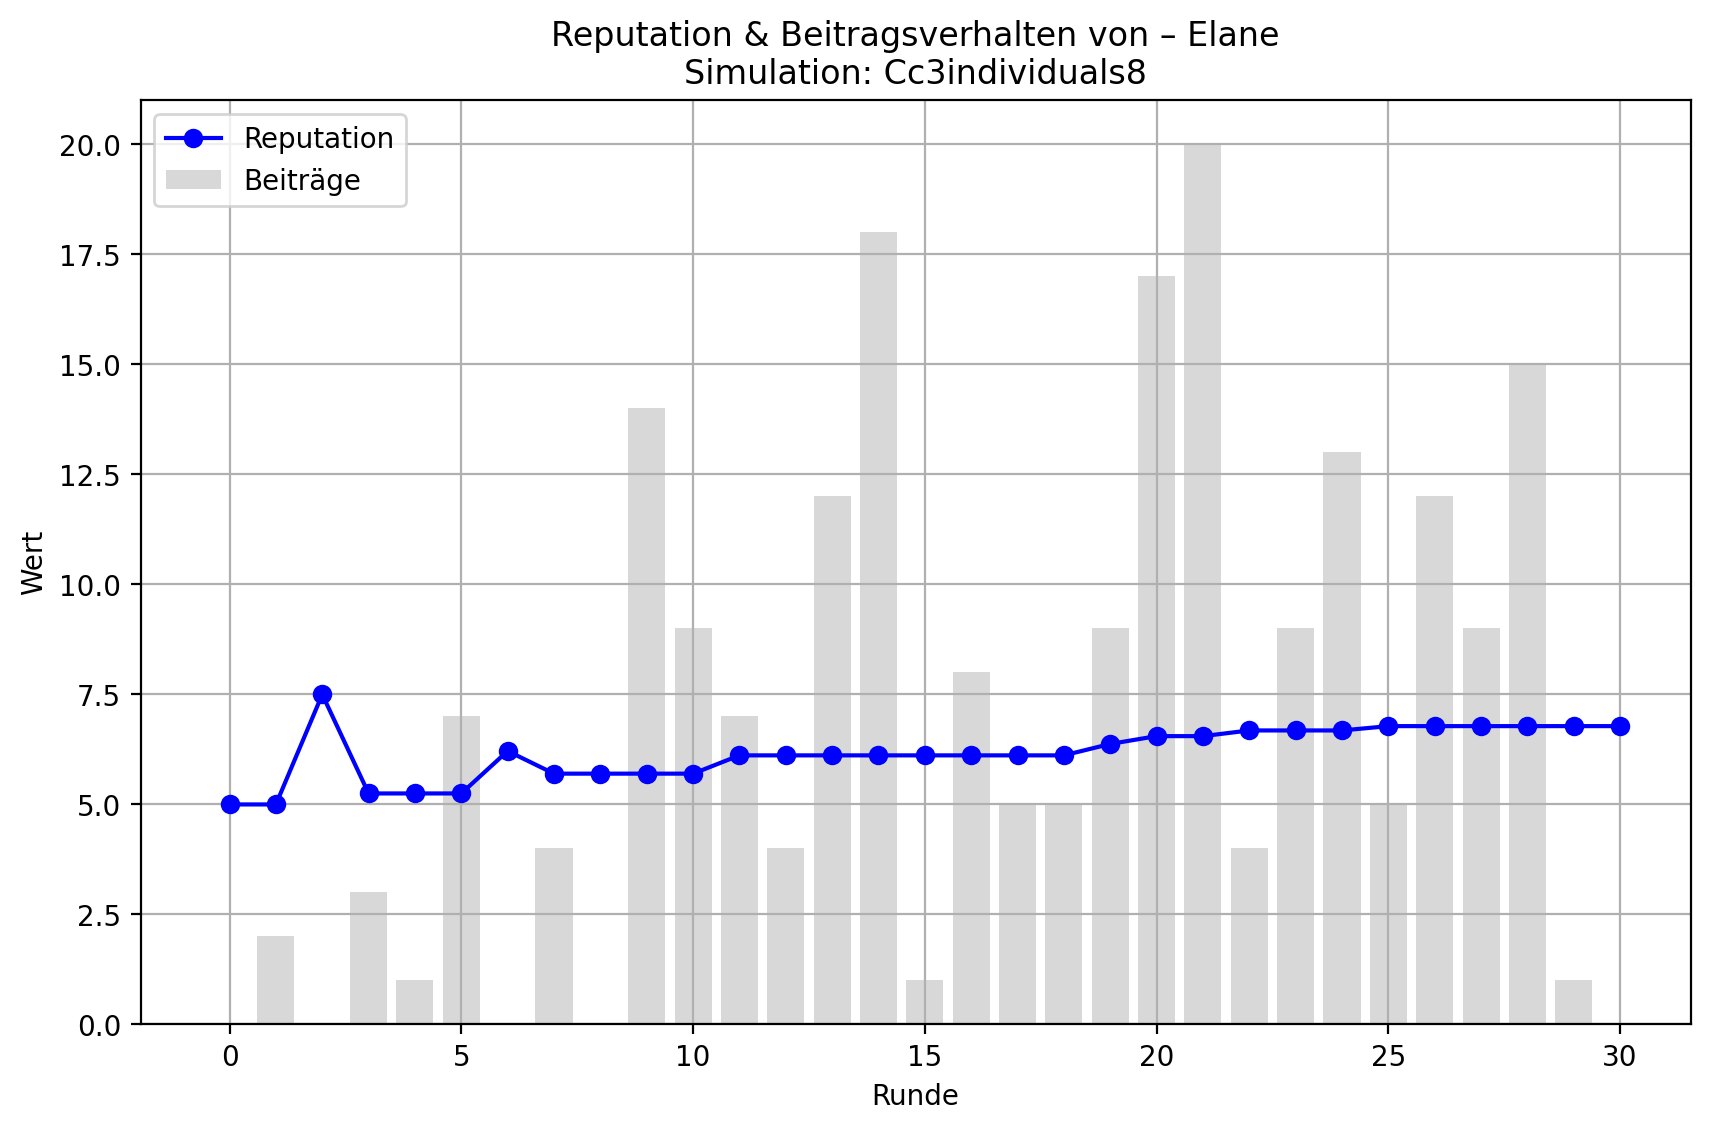 Reputation & Beitragsverhalten von – Elane
Simulation: Cc3individuals8
Reputation
Beiträge
20.0
17.5
15.0
12.5
10.0
7.5
5.0
2.5
0.0
Wert
0 5 10 15 20 25 30
Runde